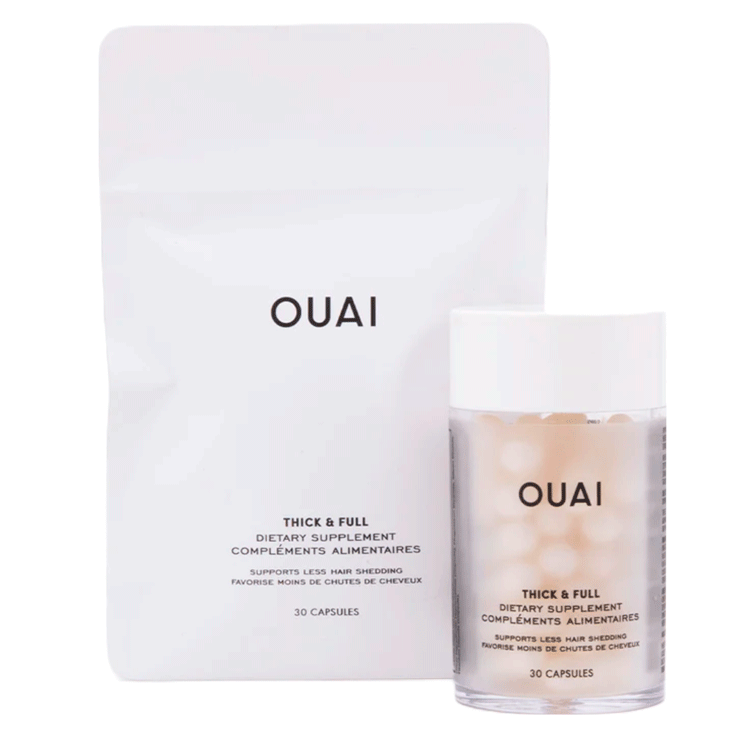 OUAI
THICK & FULL
DIETARY SUPPLEMENT
COMPLÉMENTS ALIMENTAIRES
SUPPORTS LESS HAIR SHEDDING
FAVORISE MOINS DE CHUTES DE CHEVEUX
30 CAPSULES
OUAI
THICK & FULL
DIETARY SUPPLEMENT
COMPLÉMENTS ALIMENTAIRES
SUPPORTS LESS HAIR SHEDDING
FAVORISE MOINS DE CHUTES DE CHEVEUX
30 CAPSULES